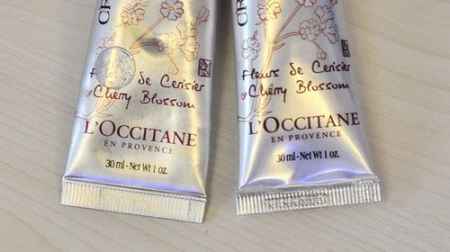 CR
de Cerisier
Cherry Blossom
L'OCCITANE
EN PROVENCE
30 ml - Net Wt 1 oz.
Fleurs de Cerisier
Cherry Blossom
L'OCCITANE
EN PROVENCE
30 ml - Net Wt 1 oz.